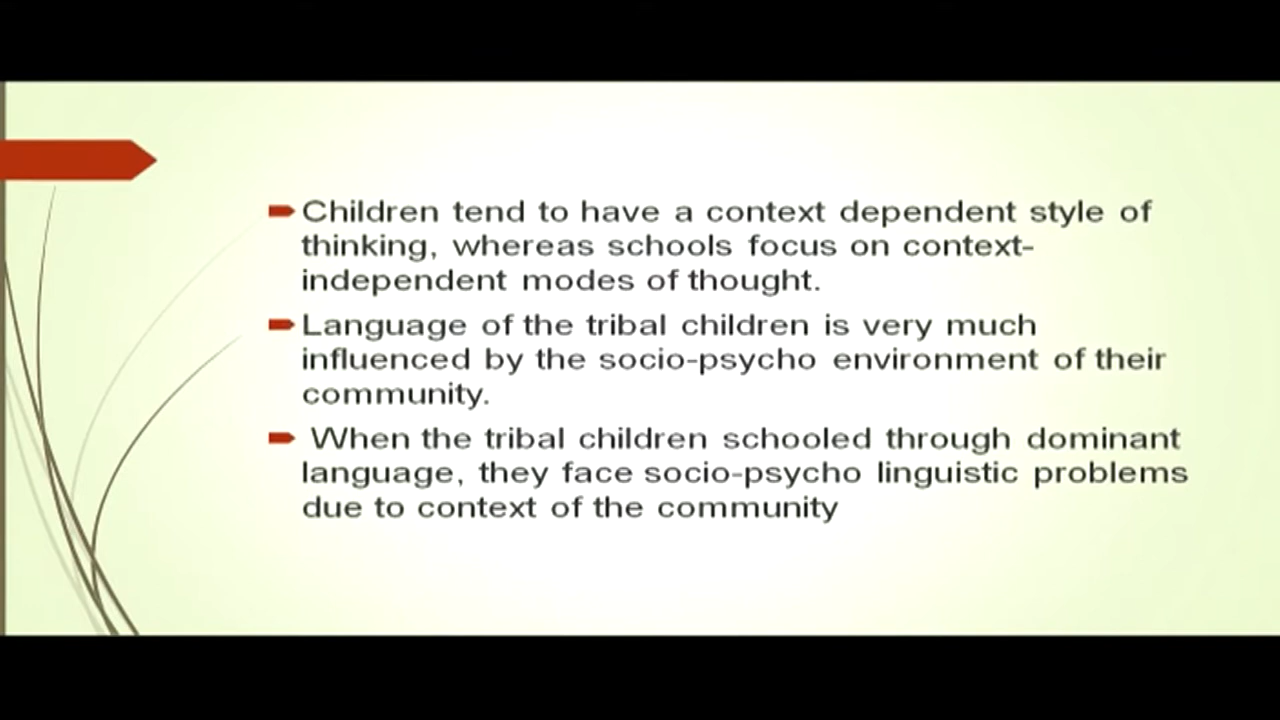 Children tend to have a context dependent style of
thinking, whereas schools focus on context-
independent modes of thought.
Language of the tribal children is very much
influenced by the socio-psycho environment of their
community.
When the tribal children schooled through dominant
language, they face socio-psycho linguistic problems
due to context of the community